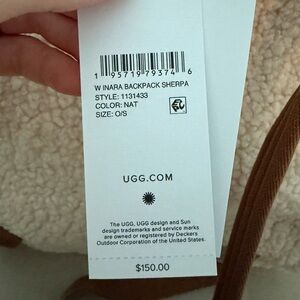 1 95719 79374 6
W INARA BACKPACK SHERPA
STYLE: 1131433
COLOR: NAT
SIZE: O/S
UGG.COM
The UGG, UGG design and Sun
design trademarks and service marks
are owned or registered by Deckers
Outdoor Corporation of the United States.
$150.00